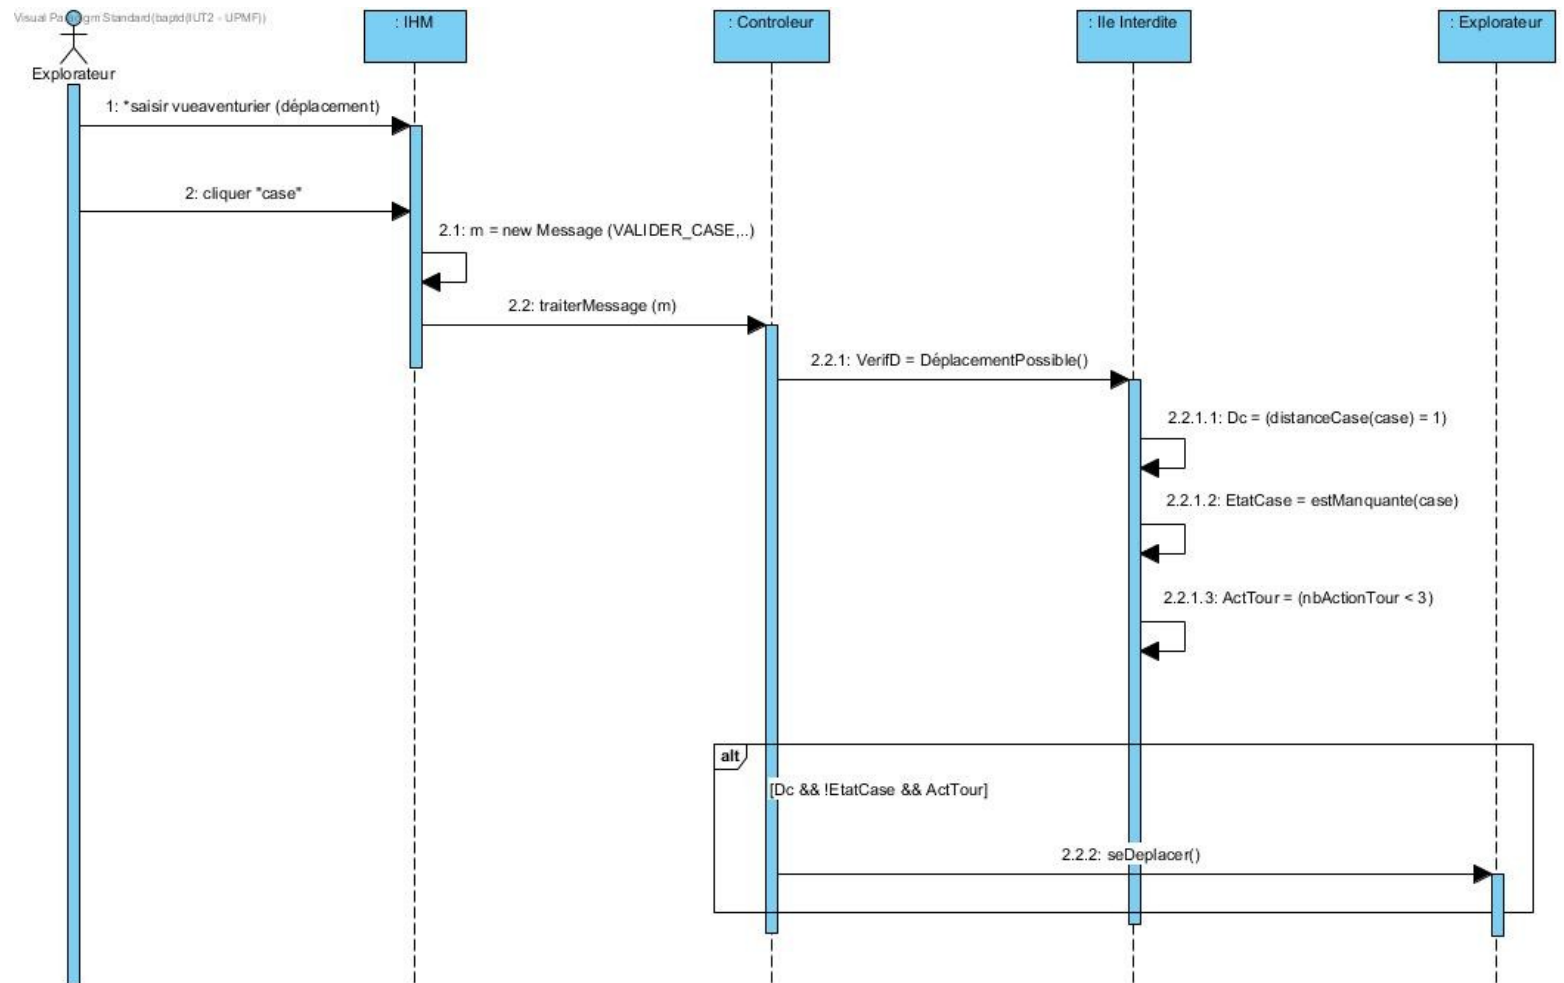 Visual Paradigm Standard(baptd(IUT2 - UPMF))
: IHM
: Controleur
: Ile Interdite
: Explorateur
Explorateur
1: *saisir vueaventurier (déplacement)
2: cliquer "case"
2.1: m = new Message (VALIDER_CASE,..)
2.2: traiterMessage (m)
2.2.1: VerifD = DéplacementPossible()
2.2.1.1: Dc = (distanceCase(case) = 1)
2.2.1.2: EtatCase = estManquante(case)
2.2.1.3: ActTour = (nbActionTour < 3)
alt
[Dc && !EtatCase && ActTour]
2.2.2: seDeplacer()